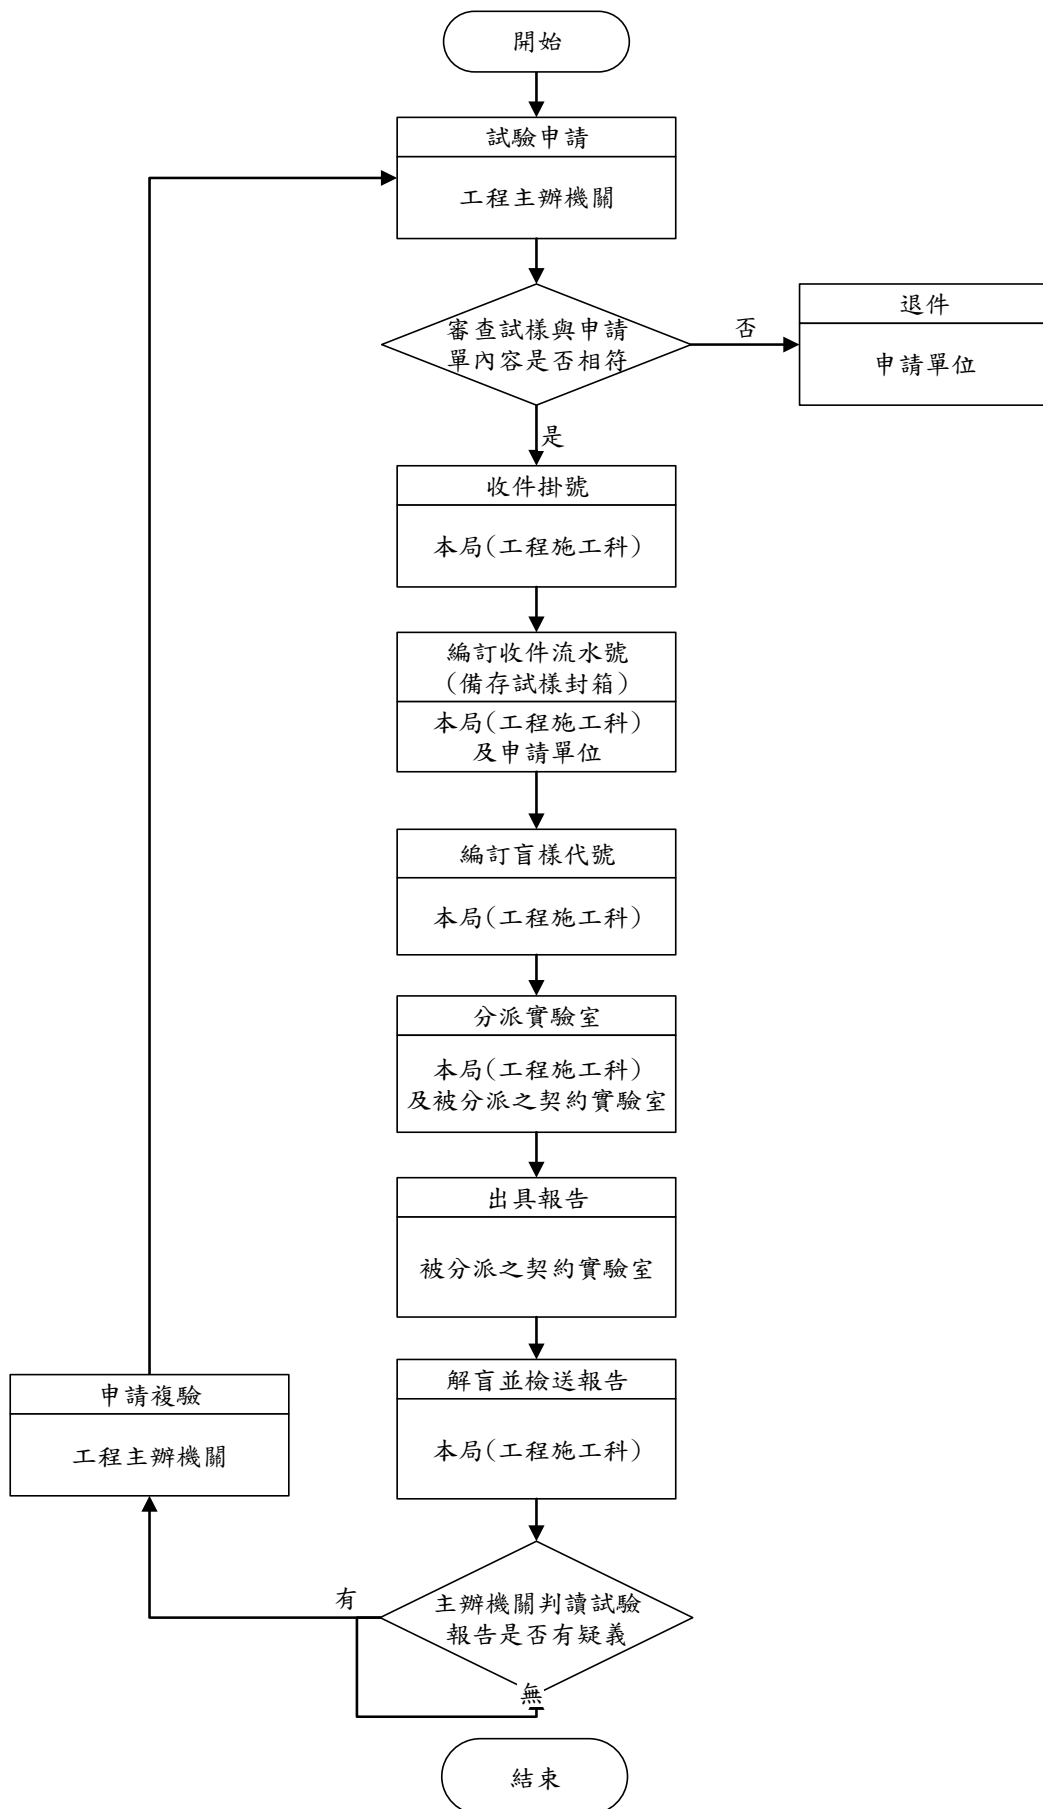 開始
試驗申請
工程主辦機關
審查試樣與申請
單內容是否相符
否
退件
申請單位
是
收件掛號
本局(工程施工科)
編訂收件流水號
(備存試樣封箱)
本局(工程施工科)
及申請單位
編訂盲樣代號
本局(工程施工科)
分派實驗室
本局(工程施工科)
及被分派之契約實驗室
出具報告
被分派之契約實驗室
解盲並檢送報告
本局(工程施工科)
申請複驗
工程主辦機關
有
主辦機關判讀試驗
報告是否有疑義
無
結束